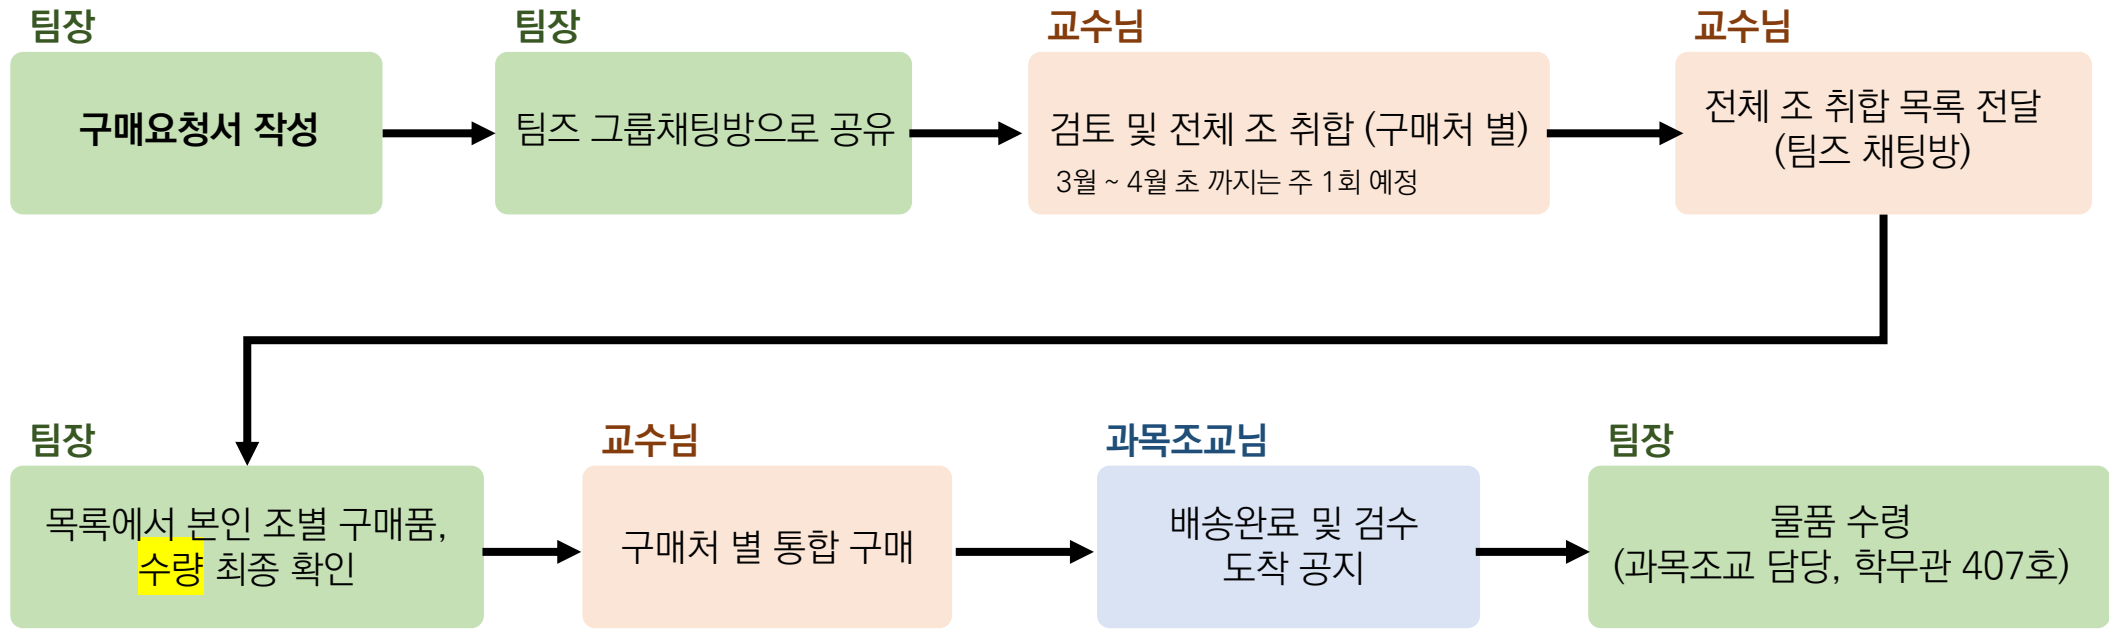 팀장
구매요청서 작성
팀장
팀즈 그룹채팅방으로 공유
교수님
검토 및 전체 조 취합 (구매처 별)
3월 ~ 4월 초 까지는 주 1회 예정
교수님
전체 조 취합 목록 전달
(팀즈 채팅방)
팀장
목록에서 본인 조별 구매품,
수량 최종 확인
교수님
구매처 별 통합 구매
과목조교님
배송완료 및 검수
도착 공지
팀장
물품 수령
(과목조교 담당, 학무관 407호)